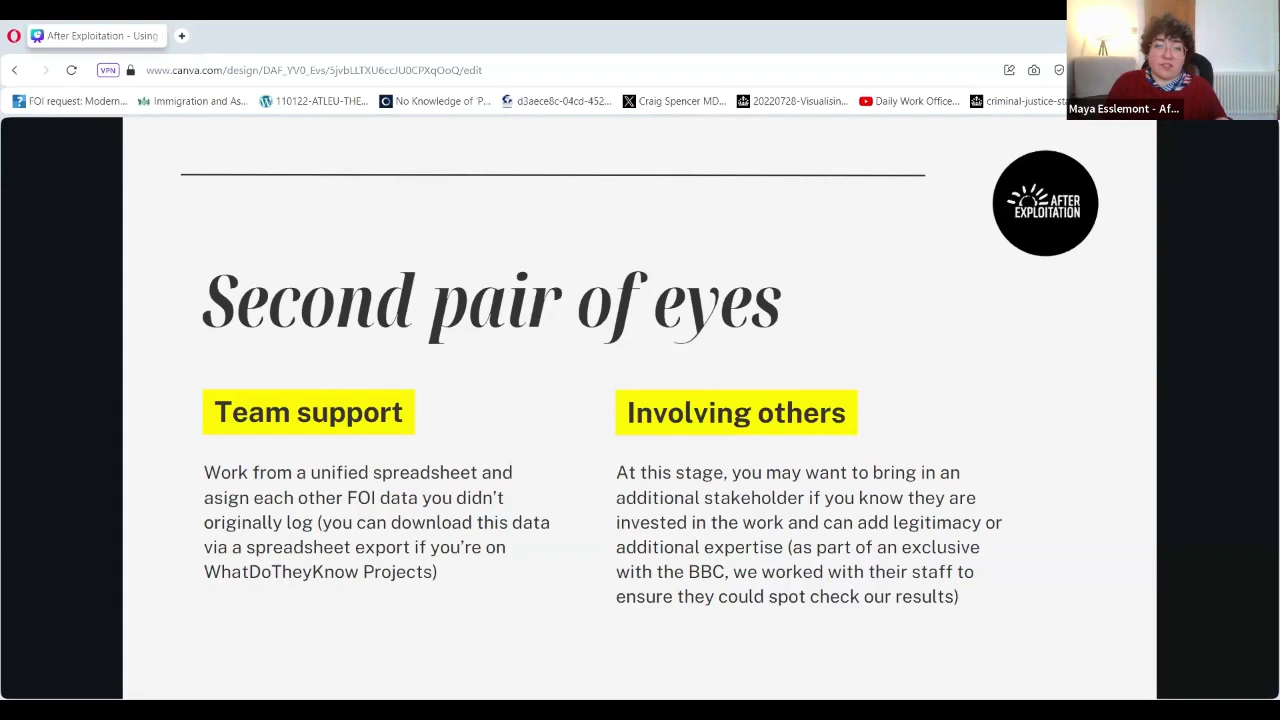 After Exploitation - Using
VPN
www.canva.com/design/DAF_YV0_Evs/5jvbLLTXU6ccJU0CPXqOoQ/edit
FOI request: Modern...
Immigration and As...
110122-ATLEU-THE...
No Knowledge of 'P...
d3aece8c-04cd-452...
Craig Spencer MD...
20220728-Visualisin...
Daily Work Office...
criminal-justice-sta
Maya Esslemont - Af...
AFTER
EXPLOITATION
Second pair of eyes
Team support
Work from a unified spreadsheet and
asign each other FOI data you didn't
originally log (you can download this data
via a spreadsheet export if you're on
WhatDoTheyKnow Projects)
Involving others
At this stage, you may want to bring in an
additional stakeholder if you know they are
invested in the work and can add legitimacy or
additional expertise (as part of an exclusive
with the BBC, we worked with their staff to
ensure they could spot check our results)